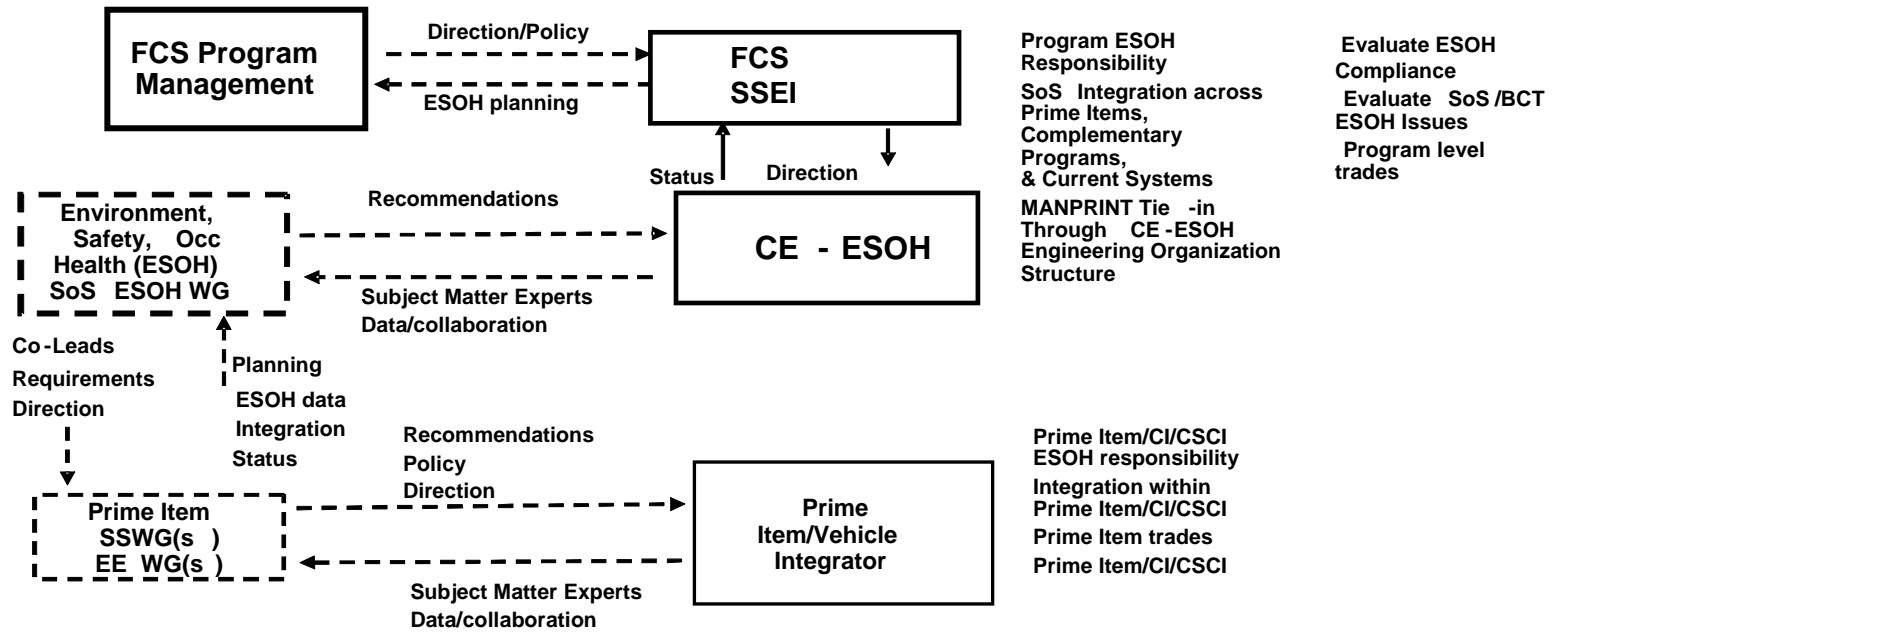 FCS Program
Management
Direction/Policy
ESOH planning
FCS
SSEI
Program ESOH
Responsibility
SoS Integration across
Prime Items,
Complementary
Programs,
& Current Systems
MANPRINT Tie -in
Through CE -ESOH
Engineering Organization
Structure
Evaluate ESOH
Compliance
Evaluate SoS /BCT
ESOH Issues
Program level
trades
Status
Direction
Environment,
Safety, Occ
Health (ESOH)
SoS ESOH WG
Recommendations
Subject Matter Experts
Data/collaboration
CE - ESOH
Co -Leads
Requirements
Direction
Planning
ESOH data
Integration
Status
Recommendations
Policy
Direction
Prime Item
SSWG(s )
EE WG(s )
Subject Matter Experts
Data/collaboration
Prime
Item/Vehicle
Integrator
Prime Item/CI/CSCI
ESOH responsibility
Integration within
Prime Item/CI/CSCI
Prime Item trades
Prime Item/CI/CSCI